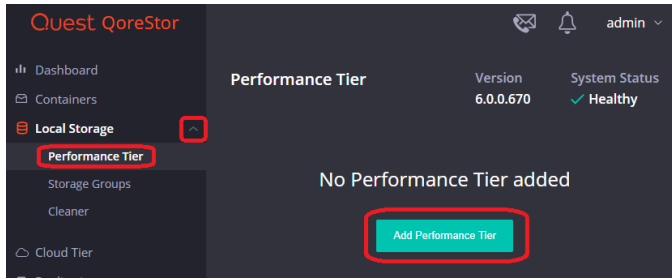 Quest QoreStor
admin
Dashboard
Containers
Local Storage
Performance Tier
Storage Groups
Cleaner
Cloud Tier
Performance Tier
Version
6.0.0.670
System Status
Healthy
No Performance Tier added
Add Performance Tier